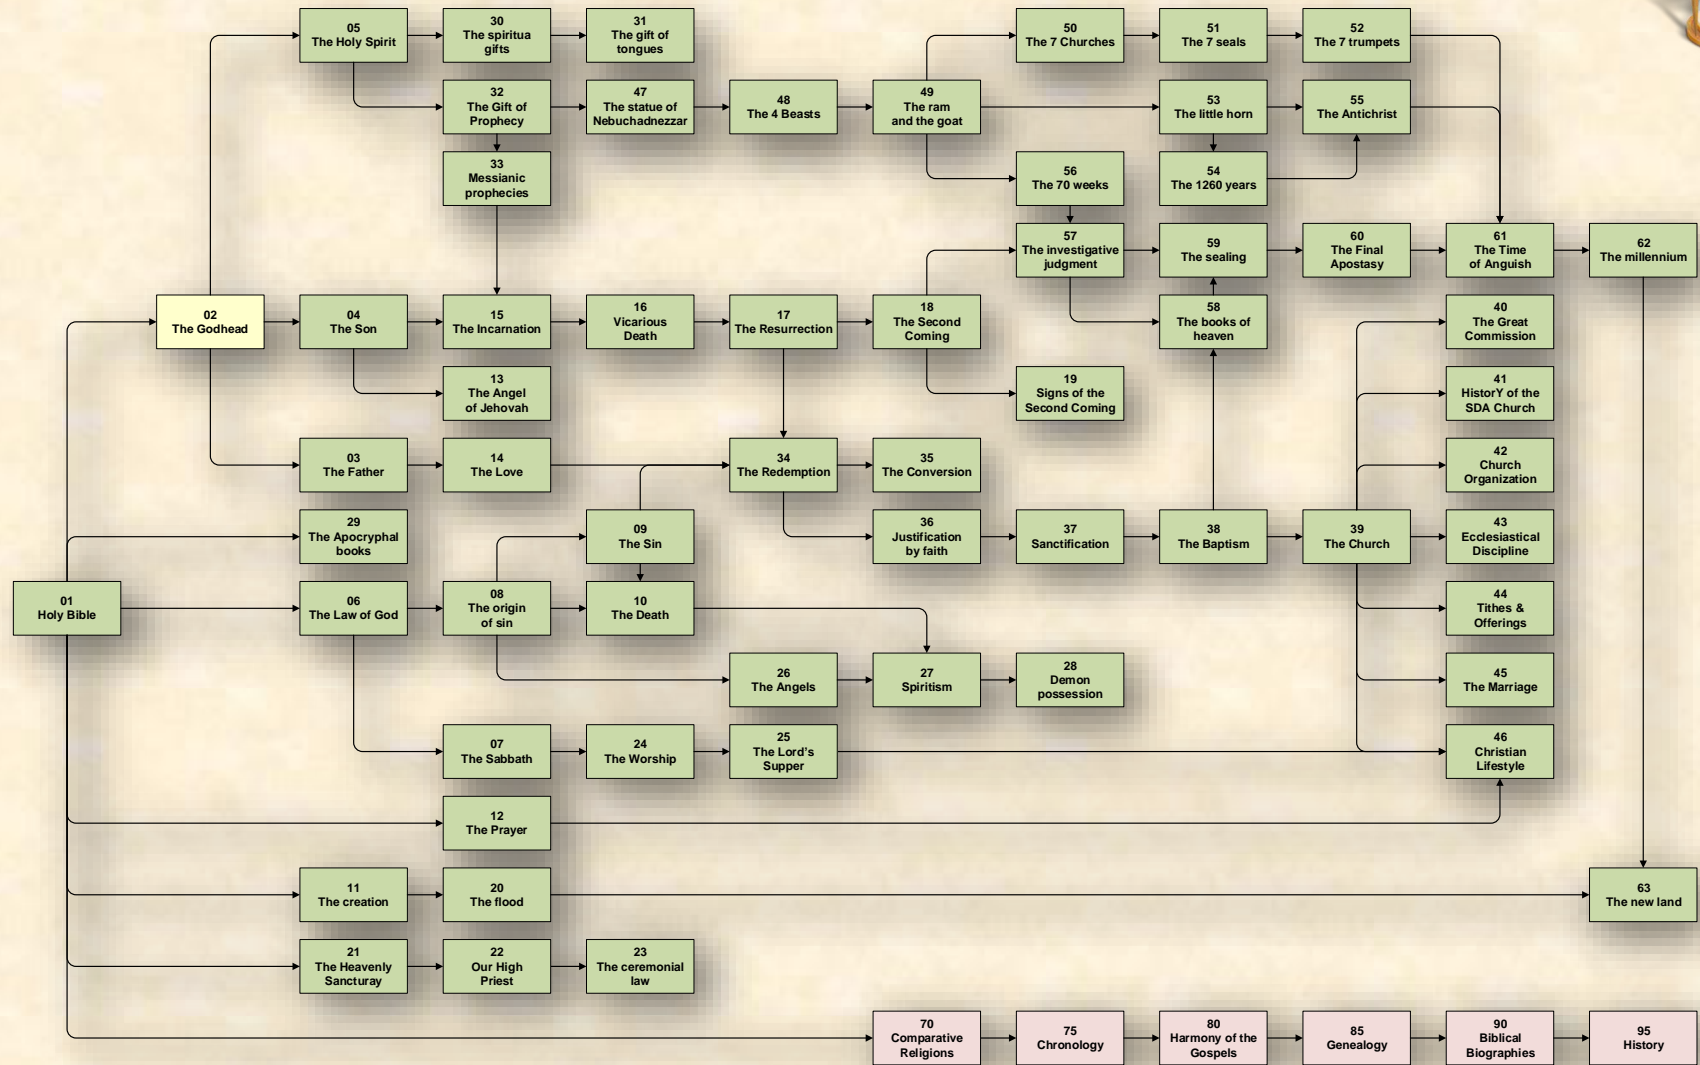 05
The Holy Spirit
30
The spiritua
gifts
31
The gift of
tongues
50
The 7 Churches
51
The 7 seals
52
The 7 trumpets
32
The Gift of
Prophecy
47
The statue of
Nebuchadnezzar
48
The 4 Beasts
49
The ram
and the goat
53
The little horn
55
The Antichrist
33
Messianic
prophecies
56
The 70 weeks
54
The 1260 years
57
The investigative
judgment
59
The sealing
60
The Final
Apostasy
61
The Time
of Anguish
62
The millennium
02
The Godhead
04
The Son
15
The Incarnation
16
Vicarious
Death
17
The Resurrection
18
The Second
Coming
58
The books of
heaven
40
The Great
Commission
13
The Angel
of Jehovah
19
Signs of the
Second Coming
41
HistorY of the
SDA Church
03
The Father
14
The Love
34
The Redemption
35
The Conversion
42
Church
Organization
29
The Apocryphal
books
09
The Sin
36
Justification
by faith
37
Sanctification
38
The Baptism
39
The Church
43
Ecclesiastical
Discipline
01
Holy Bible
06
The Law of God
08
The origin
of sin
10
The Death
44
Tithes &
Offerings
26
The Angels
27
Spiritism
28
Demon
possession
45
The Marriage
07
The Sabbath
24
The Worship
25
The Lord's
Supper
46
Christian
Lifestyle
12
The Prayer
11
The creation
20
The flood
63
The new land
21
The Heavenly
Sancturay
22
Our High
Priest
23
The ceremonial
law
70
Comparative
Religions
75
Chronology
80
Harmony of the
Gospels
85
Genealogy
90
Biblical
Biographies
95
History